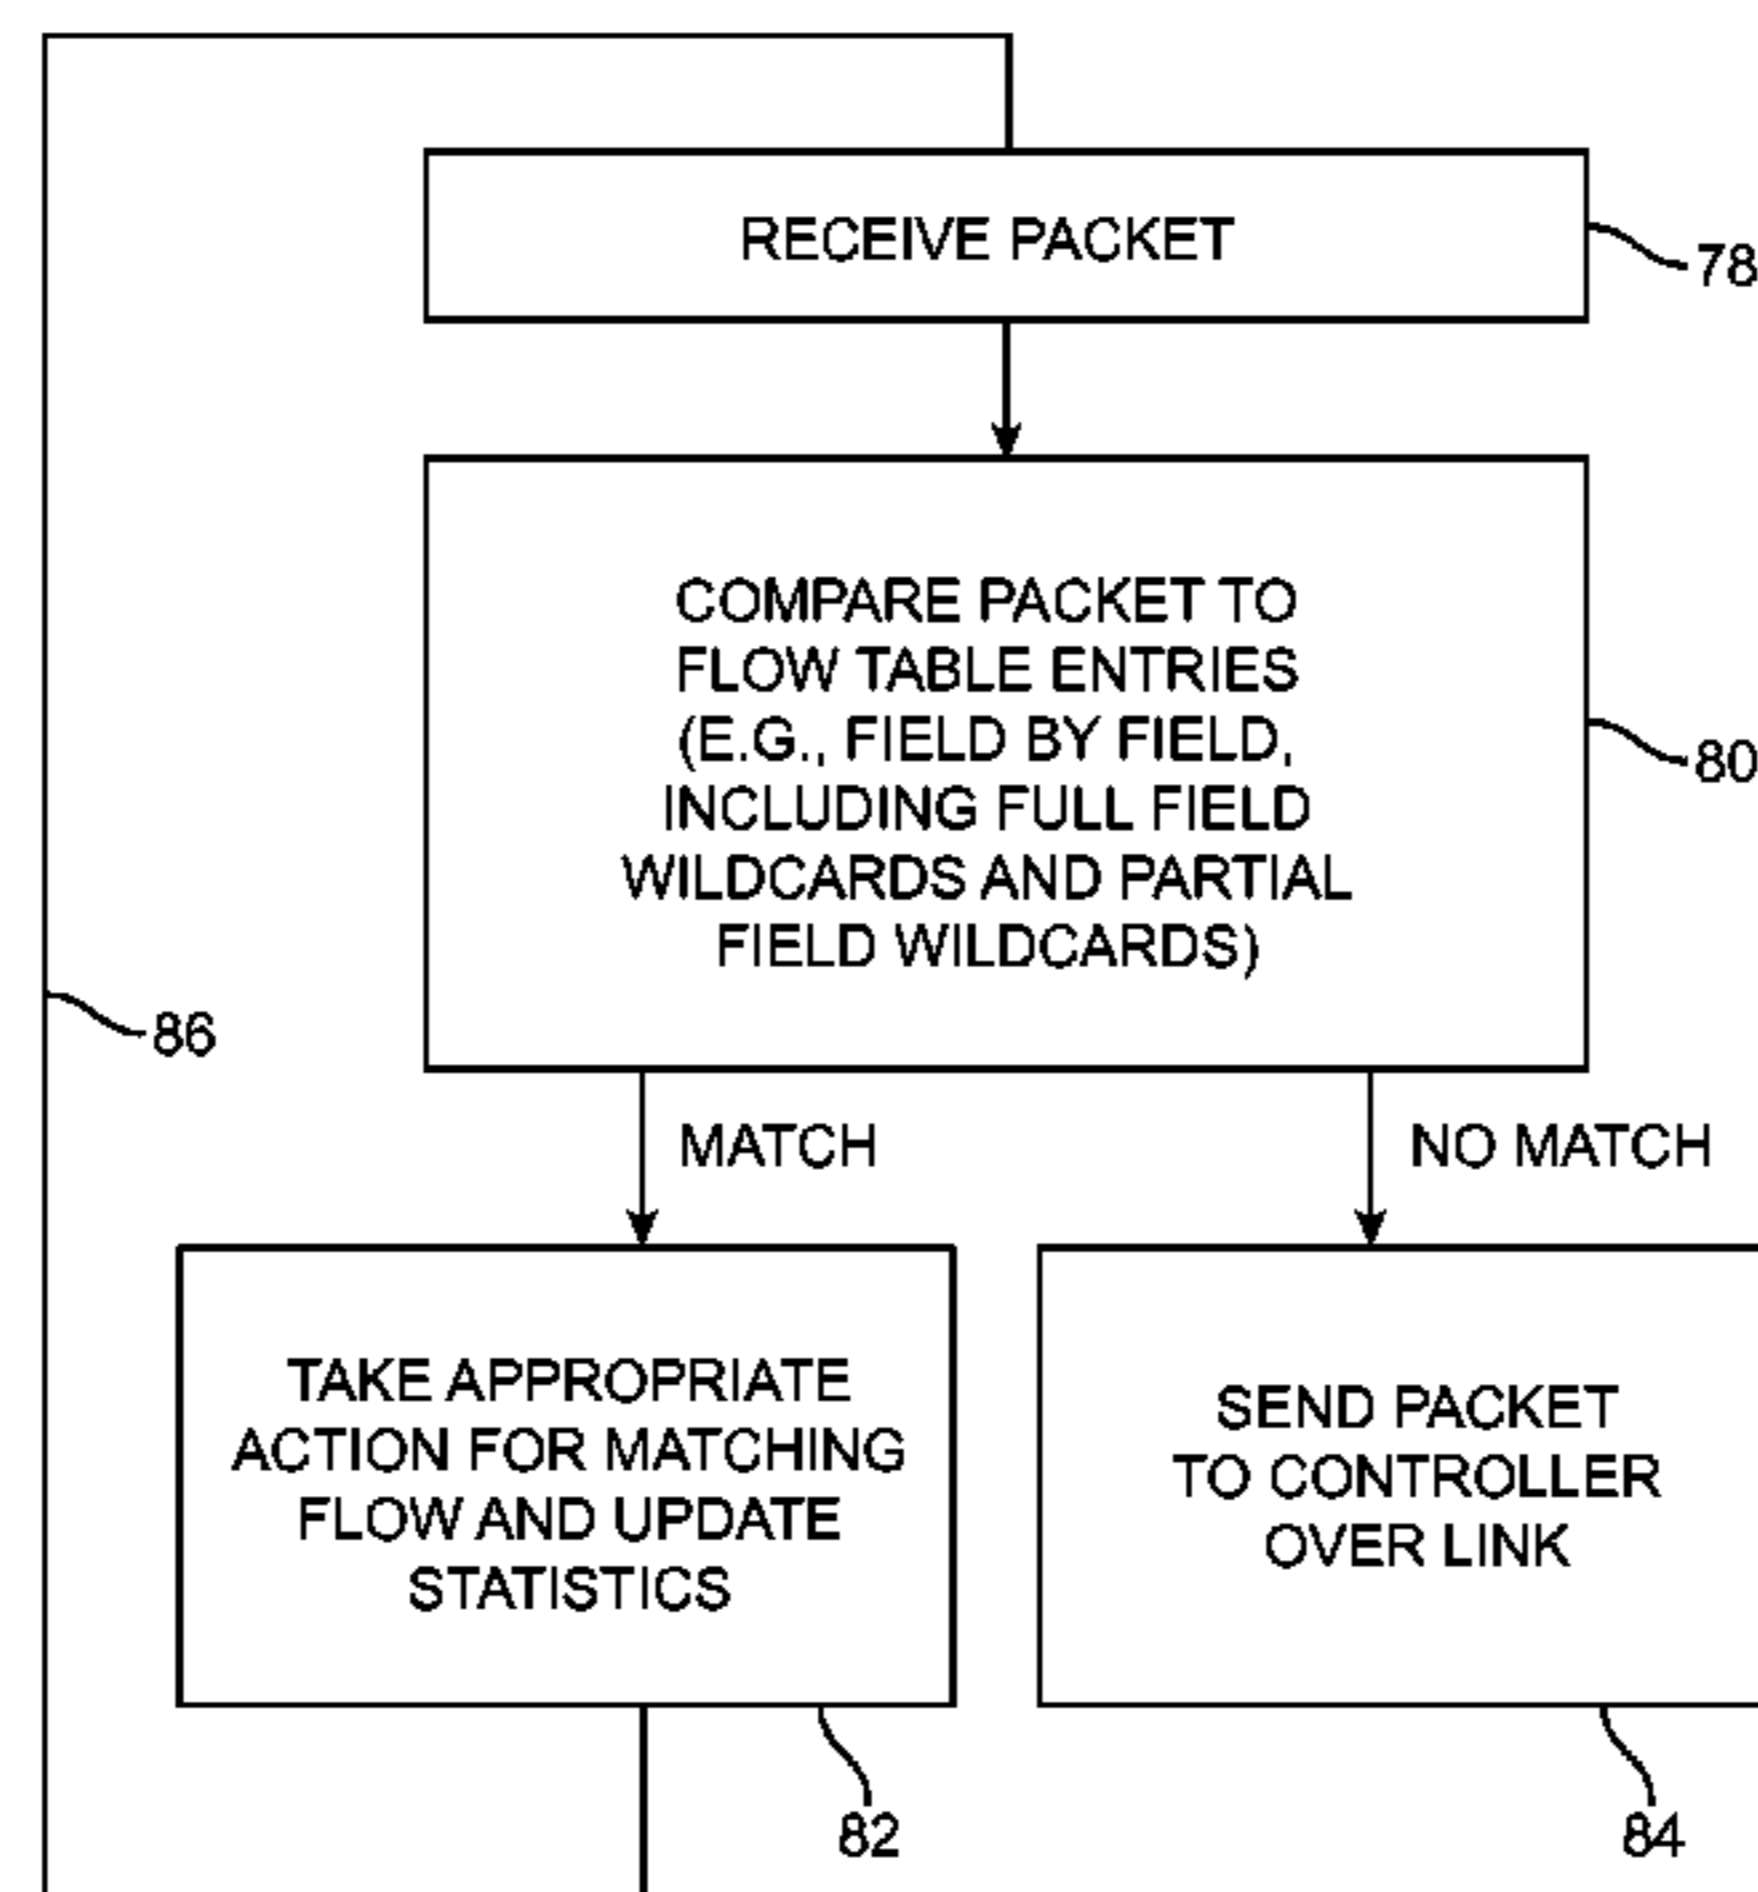 RECEIVE PACKET
78
COMPARE PACKET TO
FLOW TABLE ENTRIES
(E.G., FIELD BY FIELD,
INCLUDING FULL FIELD
WILDCARDS AND PARTIAL
FIELD WILDCARDS)
80
86
MATCH
NO MATCH
TAKE APPROPRIATE
ACTION FOR MATCHING
FLOW AND UPDATE
STATISTICS
SEND PACKET
TO CONTROLLER
OVER LINK
82
84